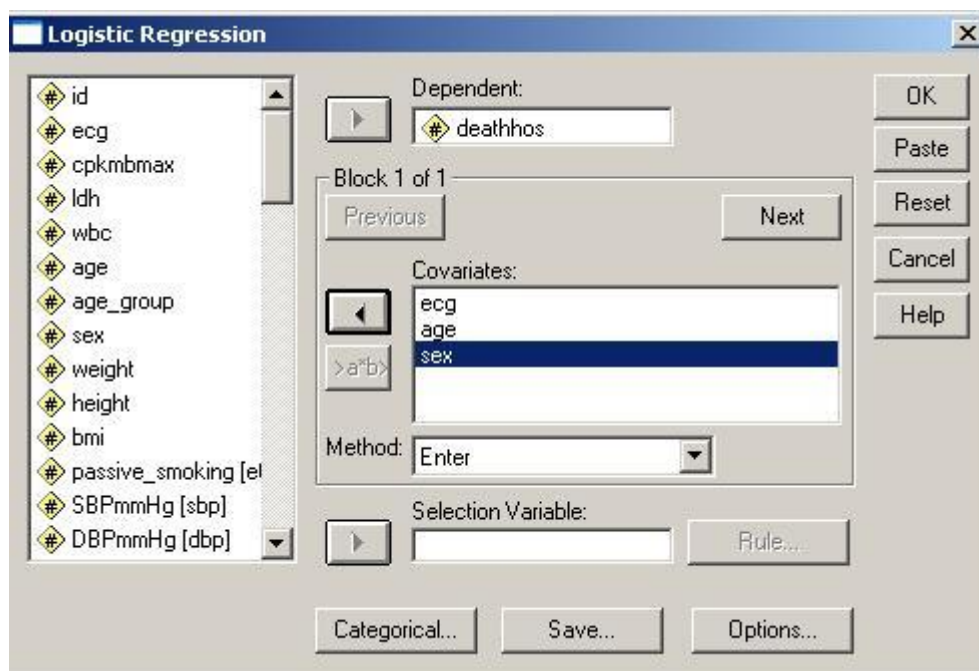 Logistic Regression
id
ecg
cpkmbmax
ldh
wbc
age
age_group
sex
weight
height
bmi
passive_smoking [et
SBPmmHg [sbp]
DBPmmHg [dbp]
Dependent:
deathhos
Block 1 of 1
Previous
Next
Covariates:
ecg
age
sex
>a*b>
Method:
Enter
Selection Variable:
Rule...
Categorical...
Save...
Options...
OK
Paste
Reset
Cancel
Help